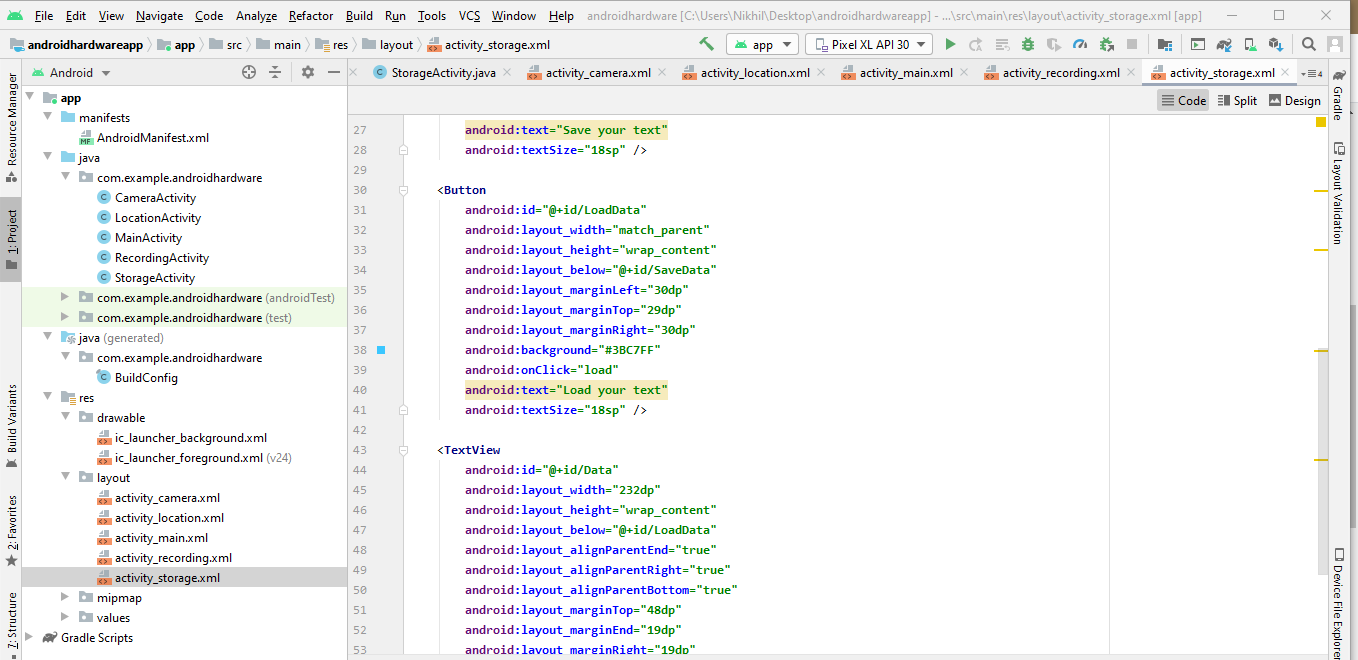 File Edit View Navigate Code Analyze Refactor Build Run Tools VCS Window Help androidhardware [C:\Users\Nikhil\Desktop\androidhardwareapp] - ...\src\main\res\layout\activity_storage.xml [app]
androidhardwareapp app src main res layout activity_storage.xml app Pixel XL API 30
Android StorageActivity.java activity_camera.xml activity_location.xml activity_main.xml activity_recording.xml activity_storage.xml 4
Code Split Design
Resource Manager
1: Project
Build Variants
2: Favorites
7: Structure
app
manifests
AndroidManifest.xml
MF
java
com.example.androidhardware
CameraActivity
LocationActivity
MainActivity
RecordingActivity
StorageActivity
com.example.androidhardware (androidTest)
com.example.androidhardware (test)
java (generated)
com.example.androidhardware
BuildConfig
res
drawable
ic_launcher_background.xml
ic_launcher_foreground.xml (v24)
layout
activity_camera.xml
activity_location.xml
activity_main.xml
activity_recording.xml
activity_storage.xml
mipmap
values
Gradle Scripts
27 android:text="Save your text"
28 android:textSize="18sp" />
29
30 <Button
31 android:id="@+id/LoadData"
32 android:layout_width="match_parent"
33 android:layout_height="wrap_content"
34 android:layout_below="@+id/SaveData"
35 android:layout_marginLeft="30dp"
36 android:layout_marginTop="29dp"
37 android:layout_marginRight="30dp"
38 android:background="#3BC7FF"
39 android:onClick="load"
40 android:text="Load your text"
41 android:textSize="18sp" />
42
43 <TextView
44 android:id="@+id/Data"
45 android:layout_width="232dp"
46 android:layout_height="wrap_content"
47 android:layout_below="@+id/LoadData"
48 android:layout_alignParentEnd="true"
49 android:layout_alignParentRight="true"
50 android:layout_alignParentBottom="true"
51 android:layout_marginTop="48dp"
52 android:layout_marginEnd="19dp"
53 android:layout_marginRight="19dp"
Gradle
Layout Validation
Device File Explorer